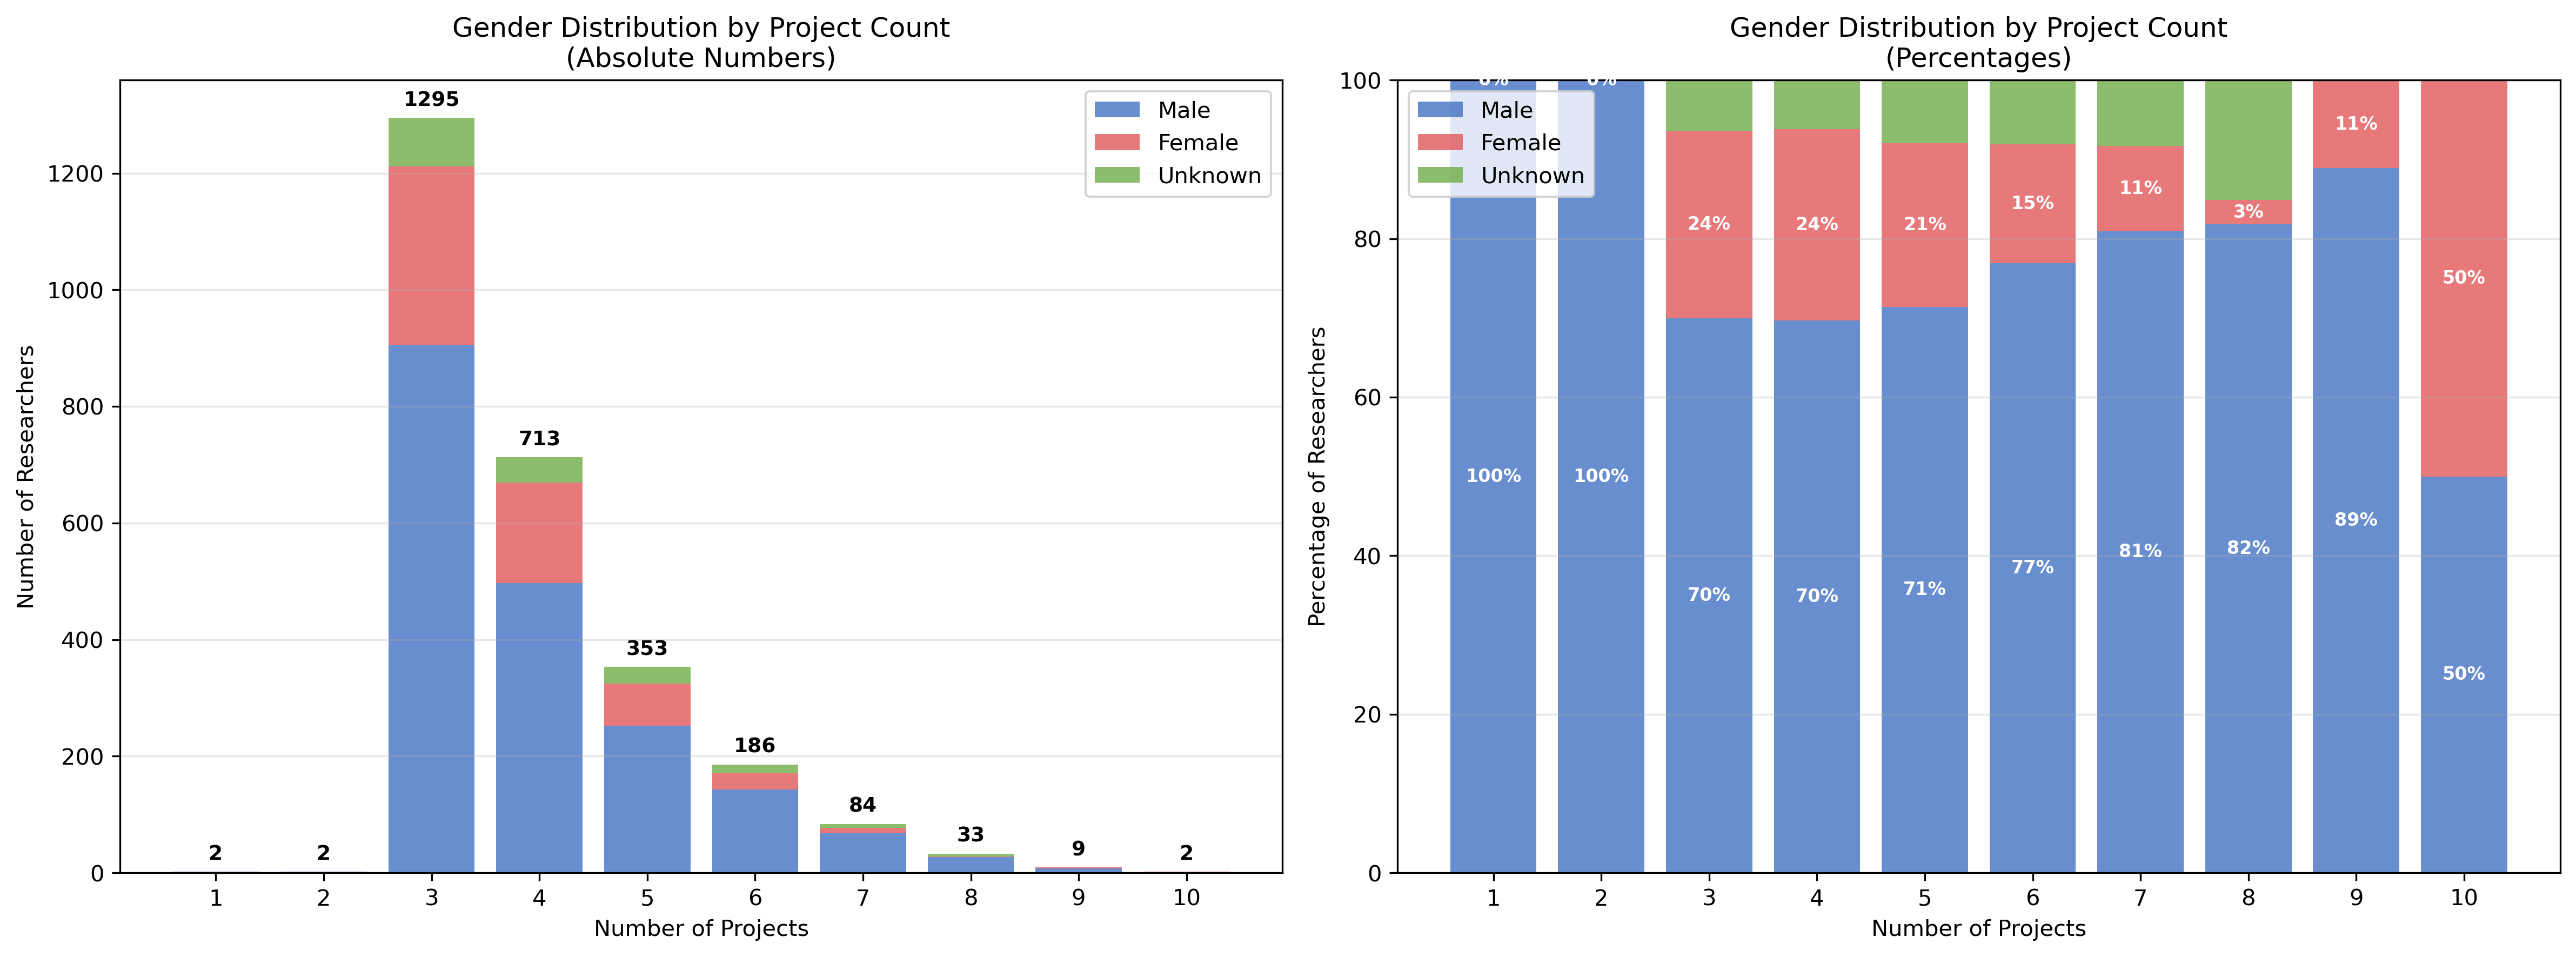 Gender Distribution by Project Count
(Absolute Numbers)
Number of Researchers
1200
1000
800
600
400
200
0
1295
713
353
186
84
33
9
2
2
2
Male
Female
Unknown
1 2 3 4 5 6 7 8 9 10
Number of Projects
Gender Distribution by Project Count
(Percentages)
Percentage of Researchers
100
80
60
40
20
0
Male
Female
Unknown
0% 0%
24% 24% 21% 15% 11% 3% 11% 50%
100% 100% 70% 70% 71% 77% 81% 82% 89% 50%
1 2 3 4 5 6 7 8 9 10
Number of Projects